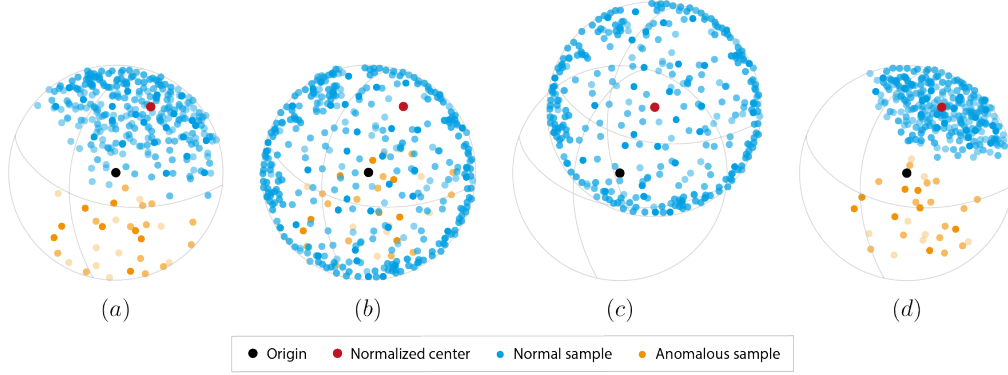 (a) (b) (c) (d)
Origin Normalized center Normal sample Anomalous sample